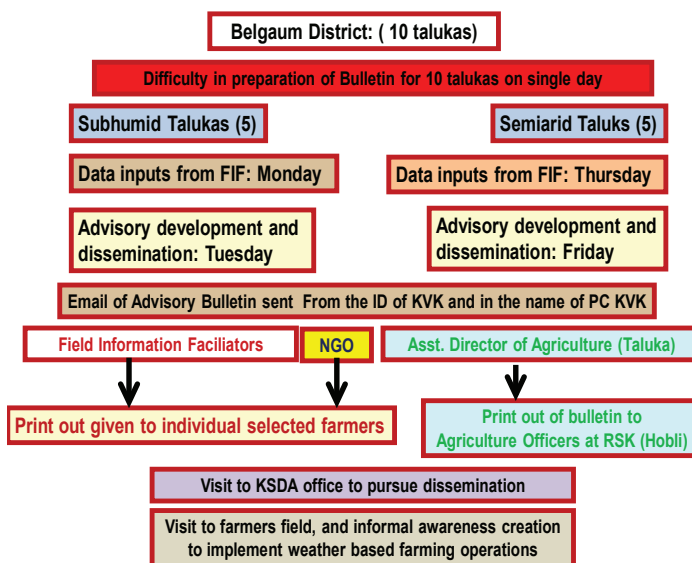 Belgaum District: ( 10 talukas)
Difficulty in preparation of Bulletin for 10 talukas on single day
Subhumid Talukas (5)
Semiarid Taluks (5)
Data inputs from FIF: Monday
Data inputs from FIF: Thursday
Advisory development and
dissemination: Tuesday
Advisory development and
dissemination: Friday
Email of Advisory Bulletin sent From the ID of KVK and in the name of PC KVK
Field Information Faciliators
NGO
Asst. Director of Agriculture (Taluka)
Print out given to individual selected farmers
Print out of bulletin to
Agriculture Officers at RSK (Hobli)
Visit to KSDA office to pursue dissemination
Visit to farmers field, and informal awareness creation
to implement weather based farming operations